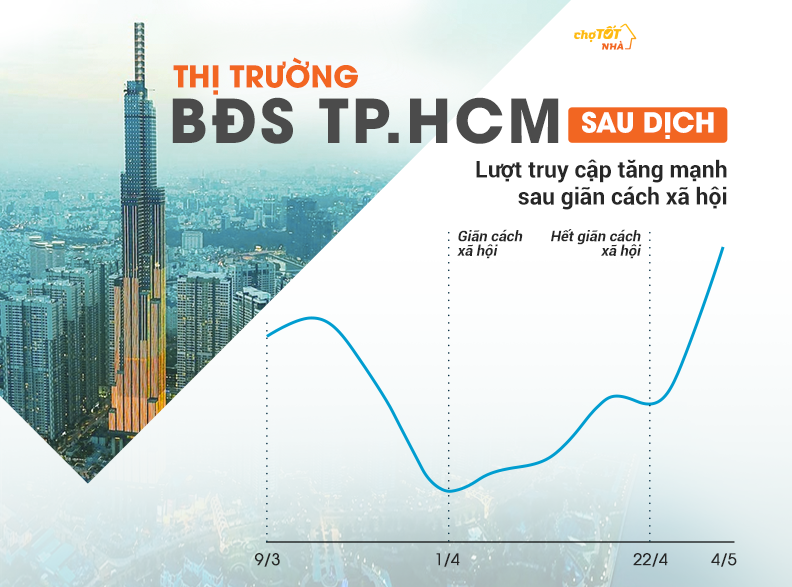 chợTỐT
NHÀ
THỊ TRƯỜNG
BĐS TP.HCM
SAU DỊCH
Lượt truy cập tăng mạnh
sau giãn cách xã hội
Giãn cách
xã hội
Hết giãn cách
xã hội
9/3
1/4
22/4
4/5